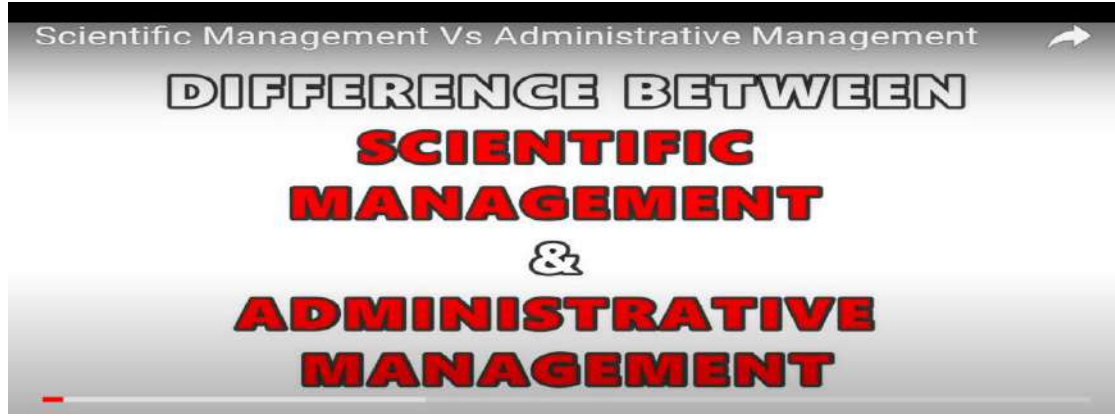 Scientific Management Vs Administrative Management
DIFFERENCE BETWEEN
SCIENTIFIC
MANAGEMENT
&
ADMINISTRATIVE
MANAGEMENT